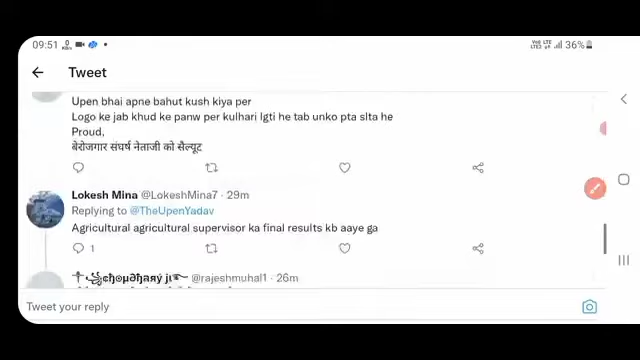 09:51
36%
Tweet
Upen bhai apne bahut kush kiya per
Logo ke jab khud ke panw per kulhari lgti he tab unko pta slta he
Proud,
बेरोजगार संघर्ष नेताजी को सैल्यूट
Lokesh Mina @LokeshMina7 · 29m
Replying to @TheUpenYadav
Agricultural agricultural supervisor ka final results kb aaye ga
1
@rajeshmuhal1 · 26m
Tweet your reply